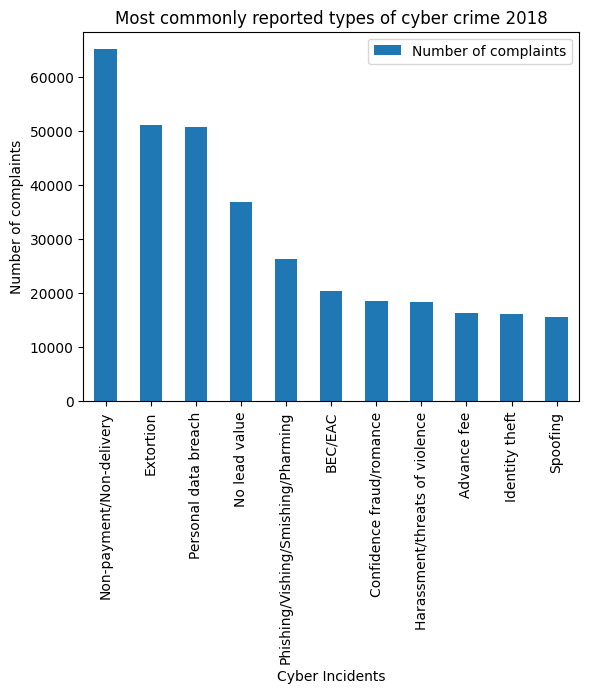 Most commonly reported types of cyber crime 2018
Number of complaints
Number of complaints
60000
50000
40000
30000
20000
10000
0
Non-payment/Non-delivery
Extortion
Personal data breach
No lead value
Phishing/Vishing/Smishing/Pharming
BEC/EAC
Confidence fraud/romance
Harassment/threats of violence
Advance fee
Identity theft
Spoofing
Cyber Incidents